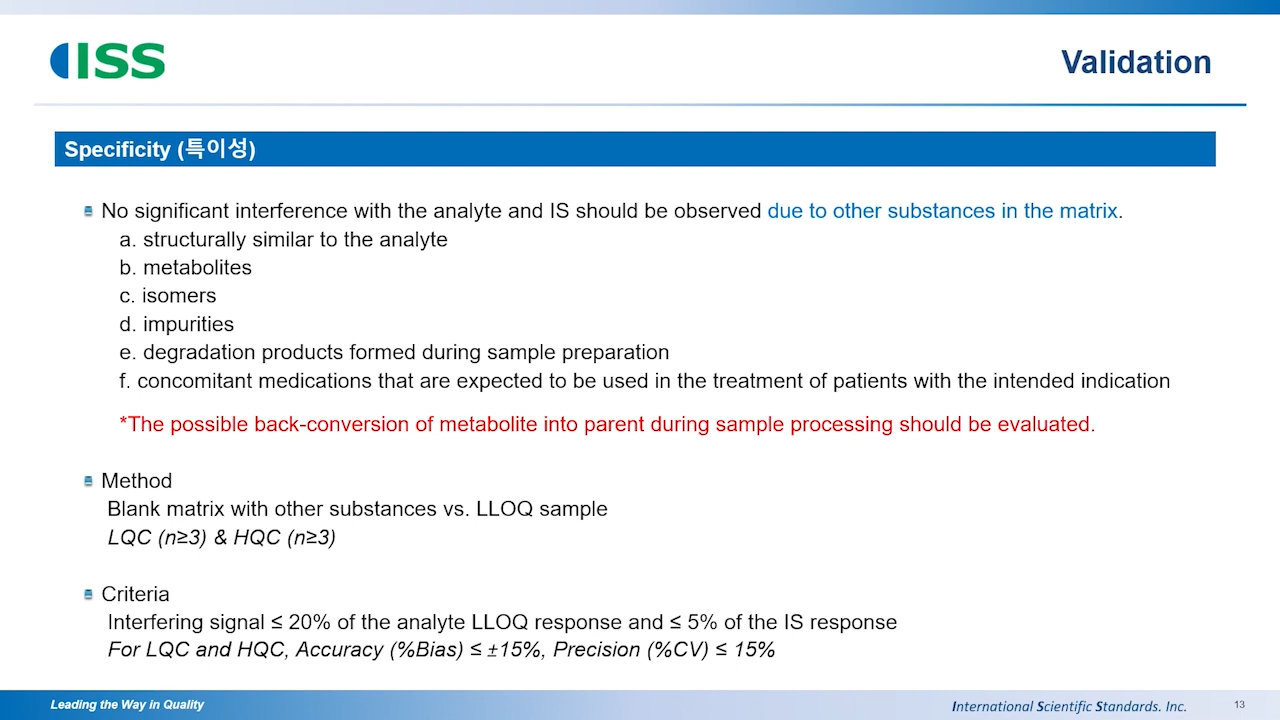 ISS
Validation
Specificity (특이성)
No significant interference with the analyte and IS should be observed due to other substances in the matrix.
a. structurally similar to the analyte
b. metabolites
c. isomers
d. impurities
e. degradation products formed during sample preparation
f. concomitant medications that are expected to be used in the treatment of patients with the intended indication
*The possible back-conversion of metabolite into parent during sample processing should be evaluated.
Method
Blank matrix with other substances vs. LLOQ sample
LQC (n≥3) & HQC (n≥3)
Criteria
Interfering signal ≤ 20% of the analyte LLOQ response and ≤ 5% of the IS response
For LQC and HQC, Accuracy (%Bias) ≤ ±15%, Precision (%CV) ≤ 15%
Leading the Way in Quality
International Scientific Standards. Inc.
13